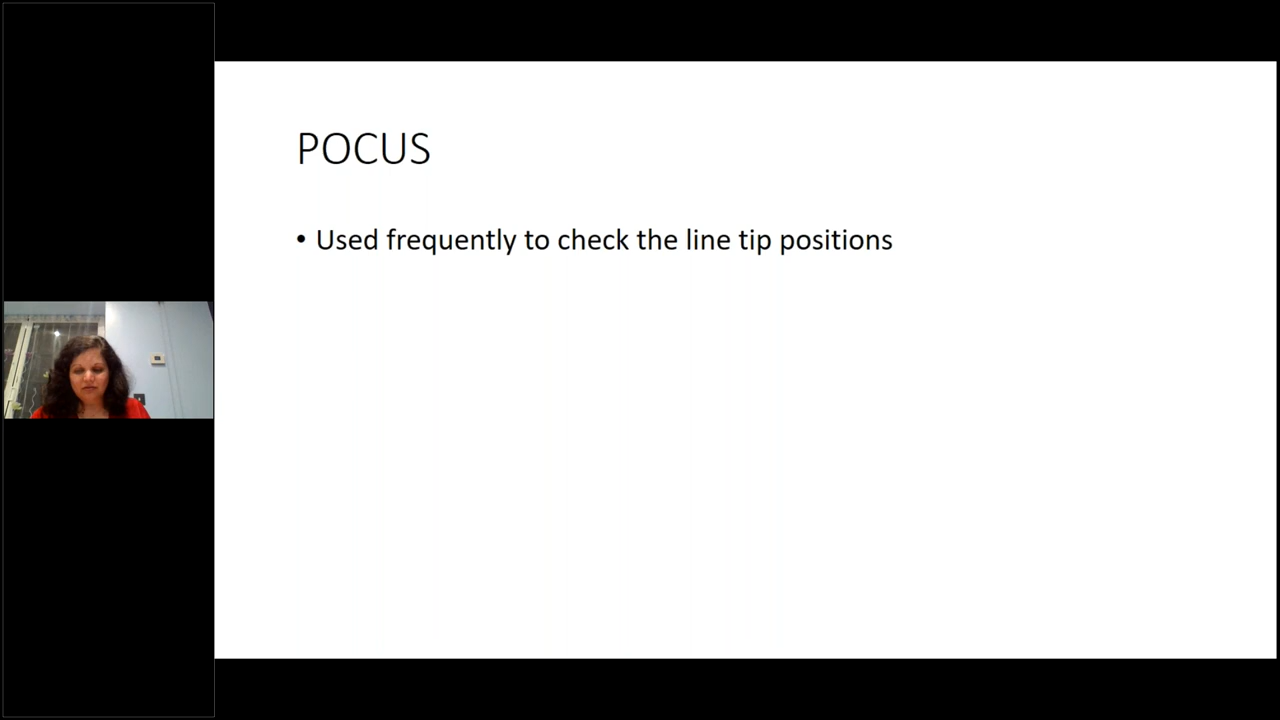 POCUS
• Used frequently to check the line tip positions